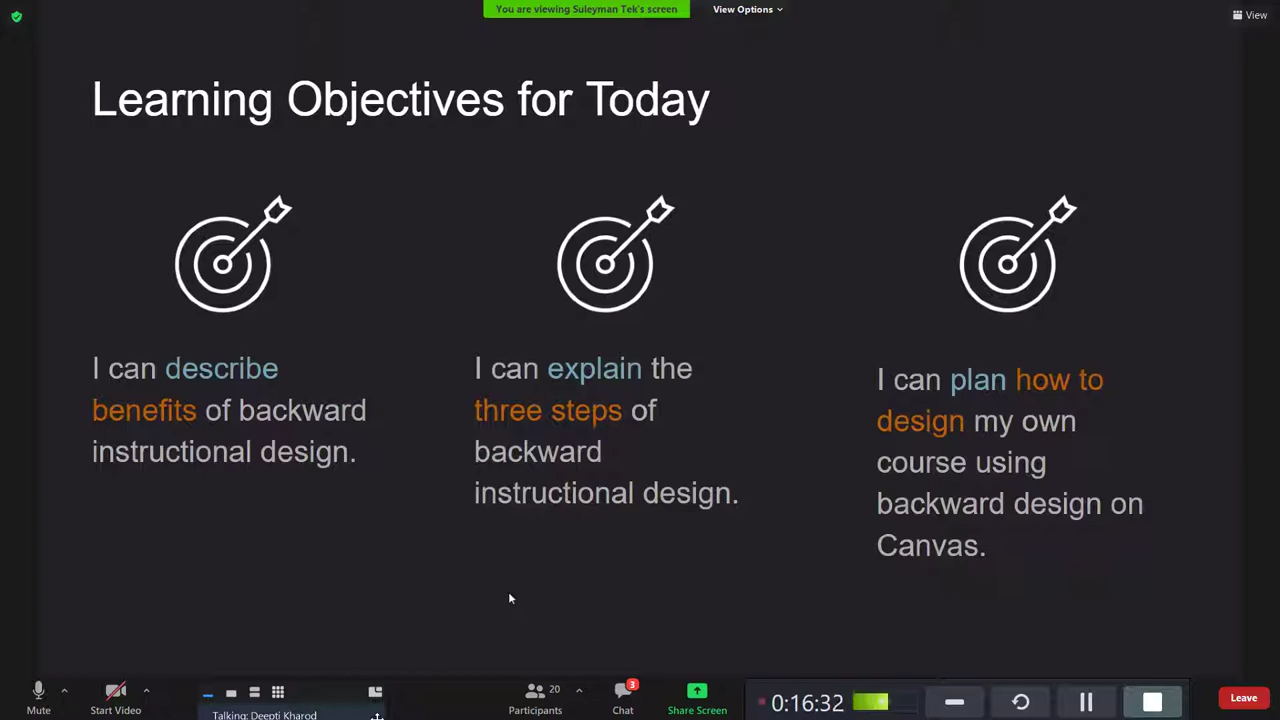 You are viewing Suleyman Tek's screen
View Options
View
Learning Objectives for Today
I can describe
benefits of backward
instructional design.
I can explain the
three steps of
backward
instructional design.
I can plan how to
design my own
course using
backward design on
Canvas.
Mute
Start Video
Talking: Deepti Kharod
20
Participants
3
Chat
Share Screen
0:16:32
Leave